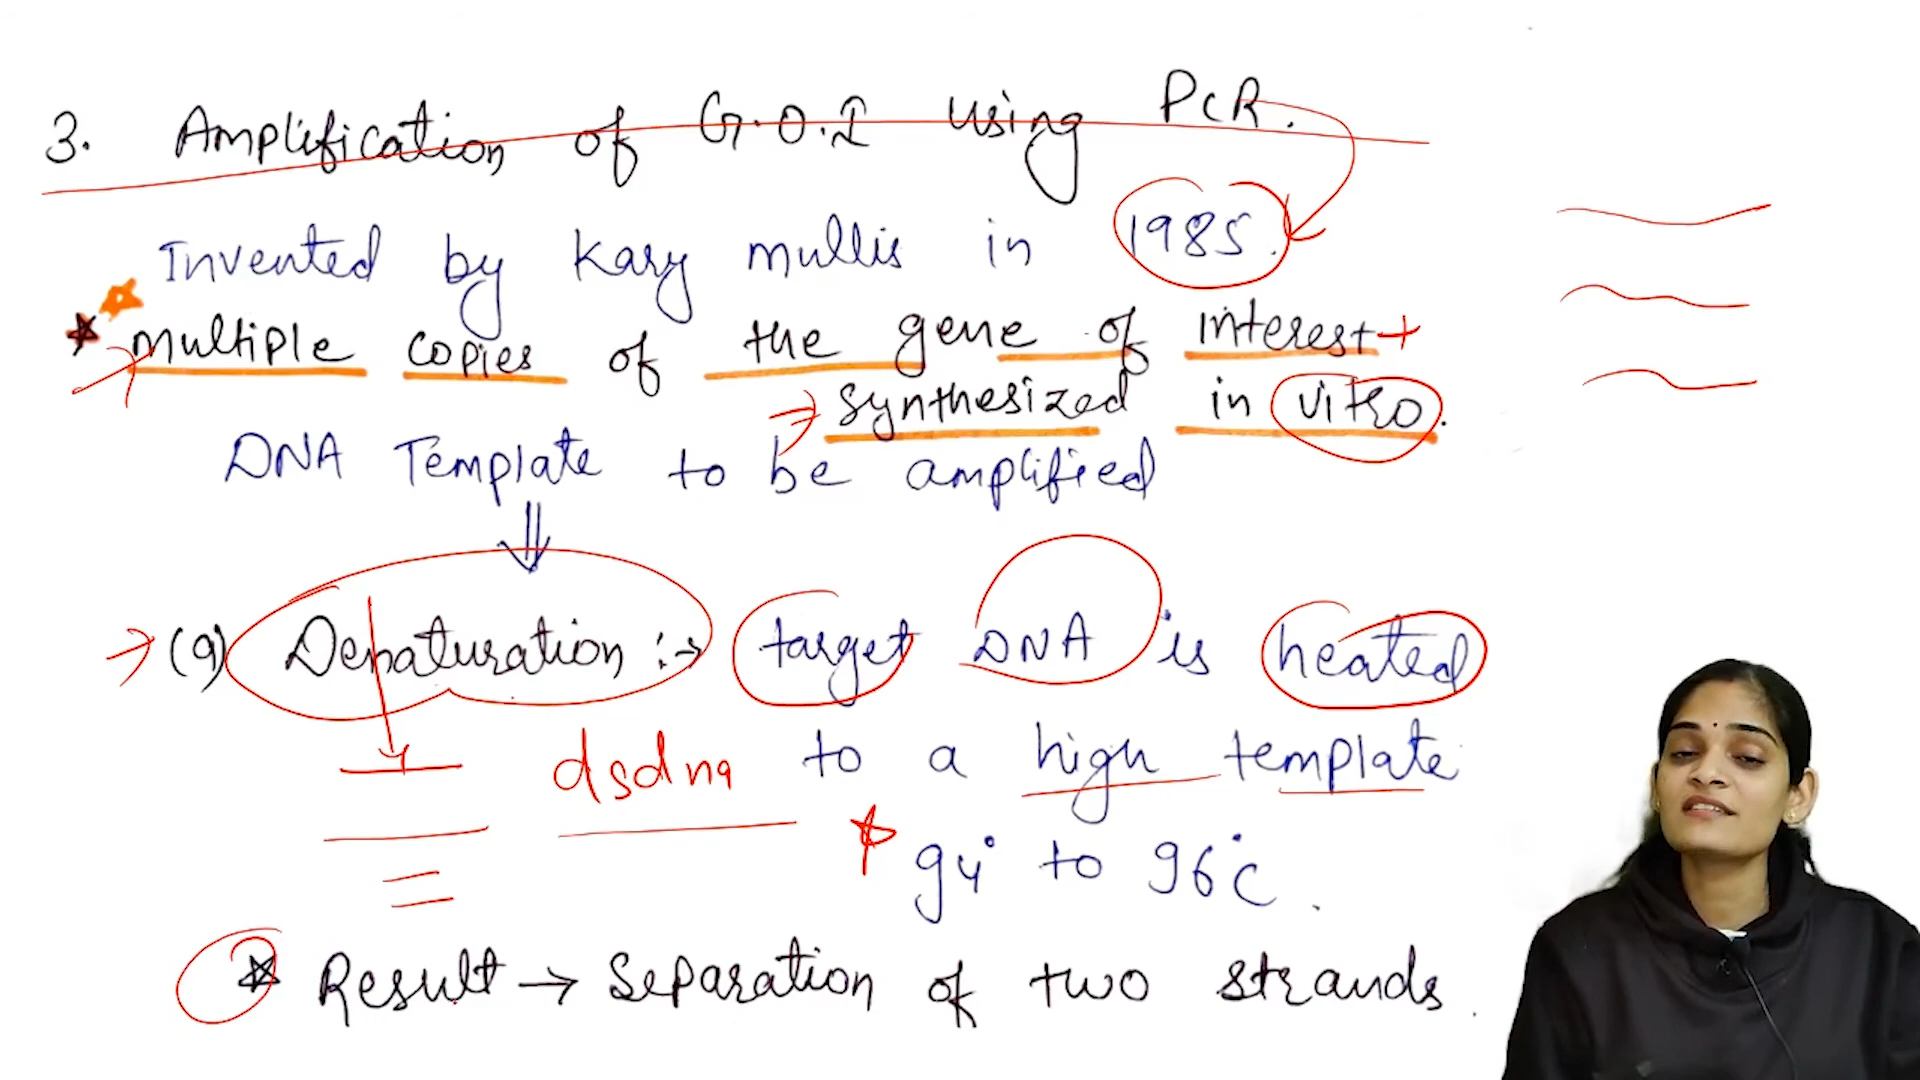 3. Amplification of G.O.I using PCR.
Invented by Kary mullis in 1985.
multiple copies of the gene of interest
→ synthesized in vitro.
DNA Template to be amplified
→ (a) Denaturation :→ target DNA is heated
dsdna to a high template
94° to 96°C.
Result → Separation of two strands.